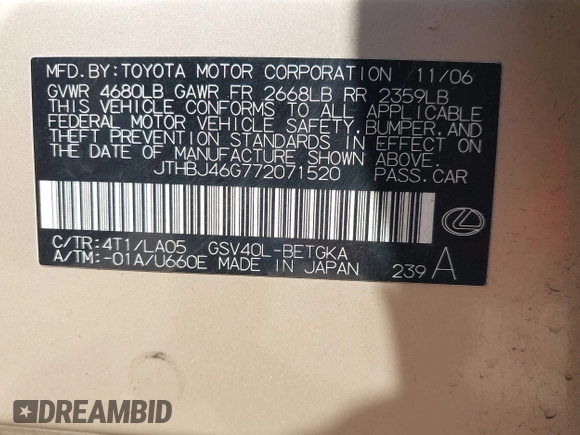 MFD.BY:TOYOTA MOTOR CORPORATION 11/06
GVWR 4680LB GAWR FR 2668LB RR 2359LB
THIS VEHICLE CONFORMS TO ALL APPLICABLE
FEDERAL MOTOR VEHICLE SAFETY,BUMPER,AND
THEFT PREVENTION STANDARDS IN EFFECT ON
THE DATE OF MANUFACTURE SHOWN ABOVE.
JTHBJ46G772071520 PASS.CAR
C/TR:4T1/LA05 GSV40L-BETGKA
A/TM:-01A/U660E MADE IN JAPAN 239 A
DREAMBID